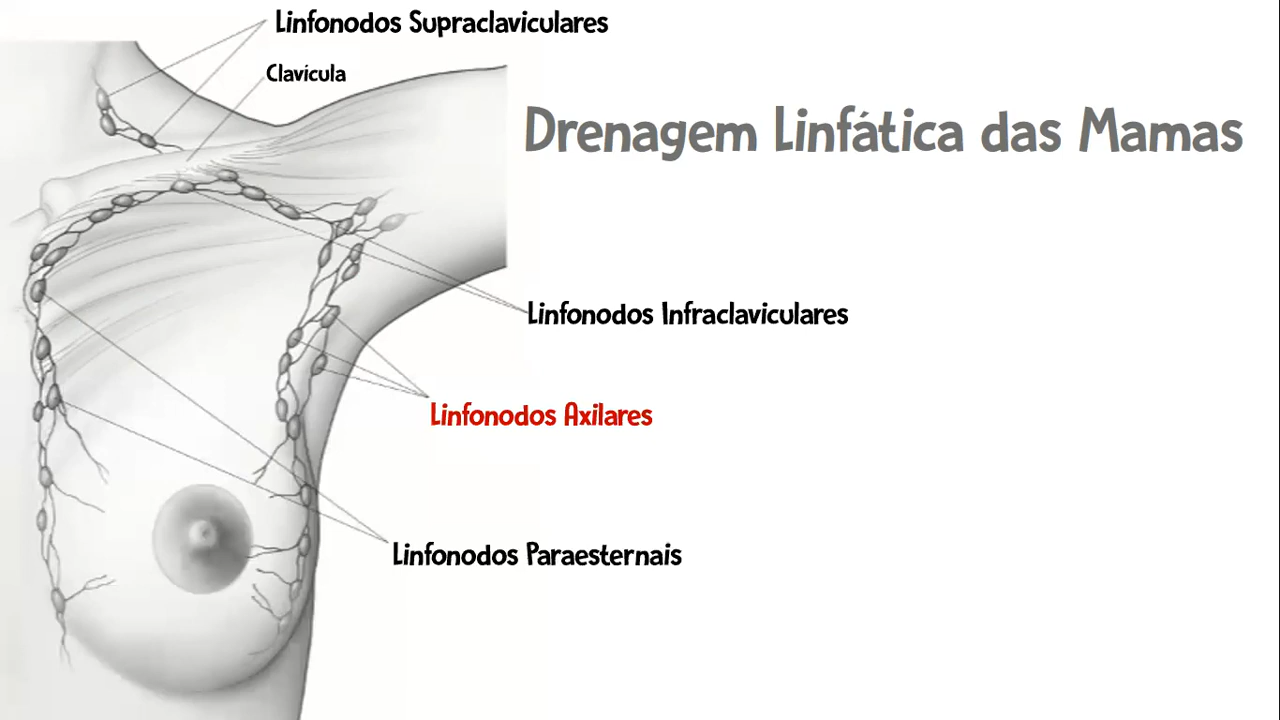 Linfonodos Supraclaviculares
Clavícula
Drenagem Linfática das Mamas
Linfonodos Infraclaviculares
Linfonodos Axilares
Linfonodos Paraesternais